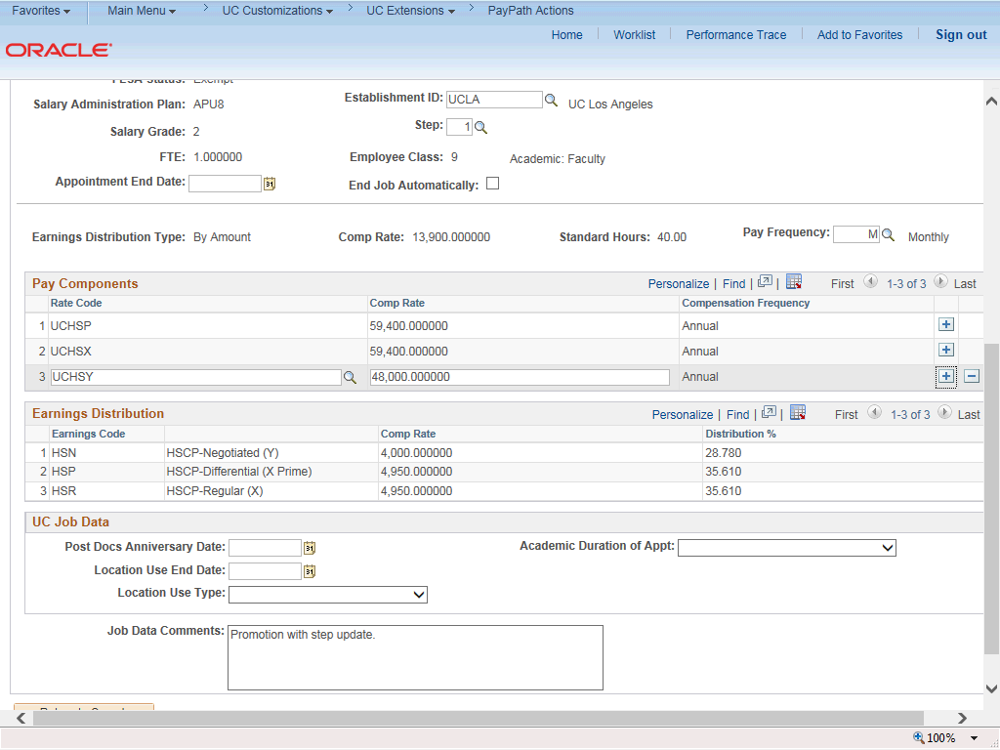 Favorites Main Menu > UC Customizations > UC Extensions > PayPath Actions
Home Worklist Performance Trace Add to Favorites Sign out
ORACLE
Exempt
Salary Administration Plan: APU8 Establishment ID: UCLA UC Los Angeles
Salary Grade: 2 Step: 1
FTE: 1.000000 Employee Class: 9 Academic: Faculty
Appointment End Date: 31 End Job Automatically:
Earnings Distribution Type: By Amount Comp Rate: 13,900.000000 Standard Hours: 40.00 Pay Frequency: M Monthly
Pay Components Personalize | Find | | First 1-3 of 3 Last
Rate Code Comp Rate Compensation Frequency
1 UCHSP 59,400.000000 Annual +
2 UCHSX 59,400.000000 Annual +
3 UCHSY 48,000.000000 Annual + −
Earnings Distribution Personalize | Find | | First 1-3 of 3 Last
Earnings Code Comp Rate Distribution %
1 HSN HSCP-Negotiated (Y) 4,000.000000 28.780
2 HSP HSCP-Differential (X Prime) 4,950.000000 35.610
3 HSR HSCP-Regular (X) 4,950.000000 35.610
UC Job Data
Post Docs Anniversary Date: 31 Academic Duration of Appt:
Location Use End Date: 31
Location Use Type:
Job Data Comments: Promotion with step update.
100%